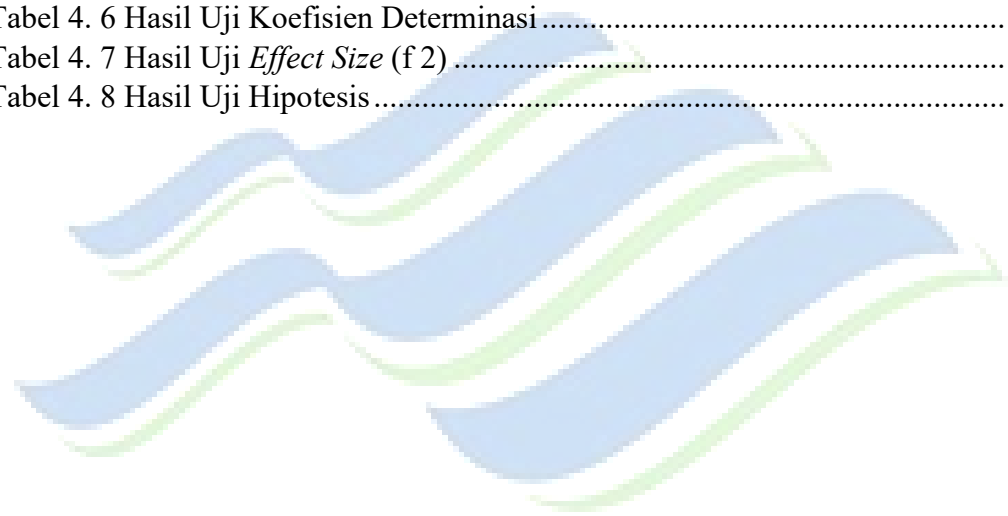 Tabel 4. 6 Hasil Uji Koefisien Determinasi........................................................
Tabel 4. 7 Hasil Uji Effect Size (f 2)....................................................................
Tabel 4. 8 Hasil Uji Hipotesis..............................................................................